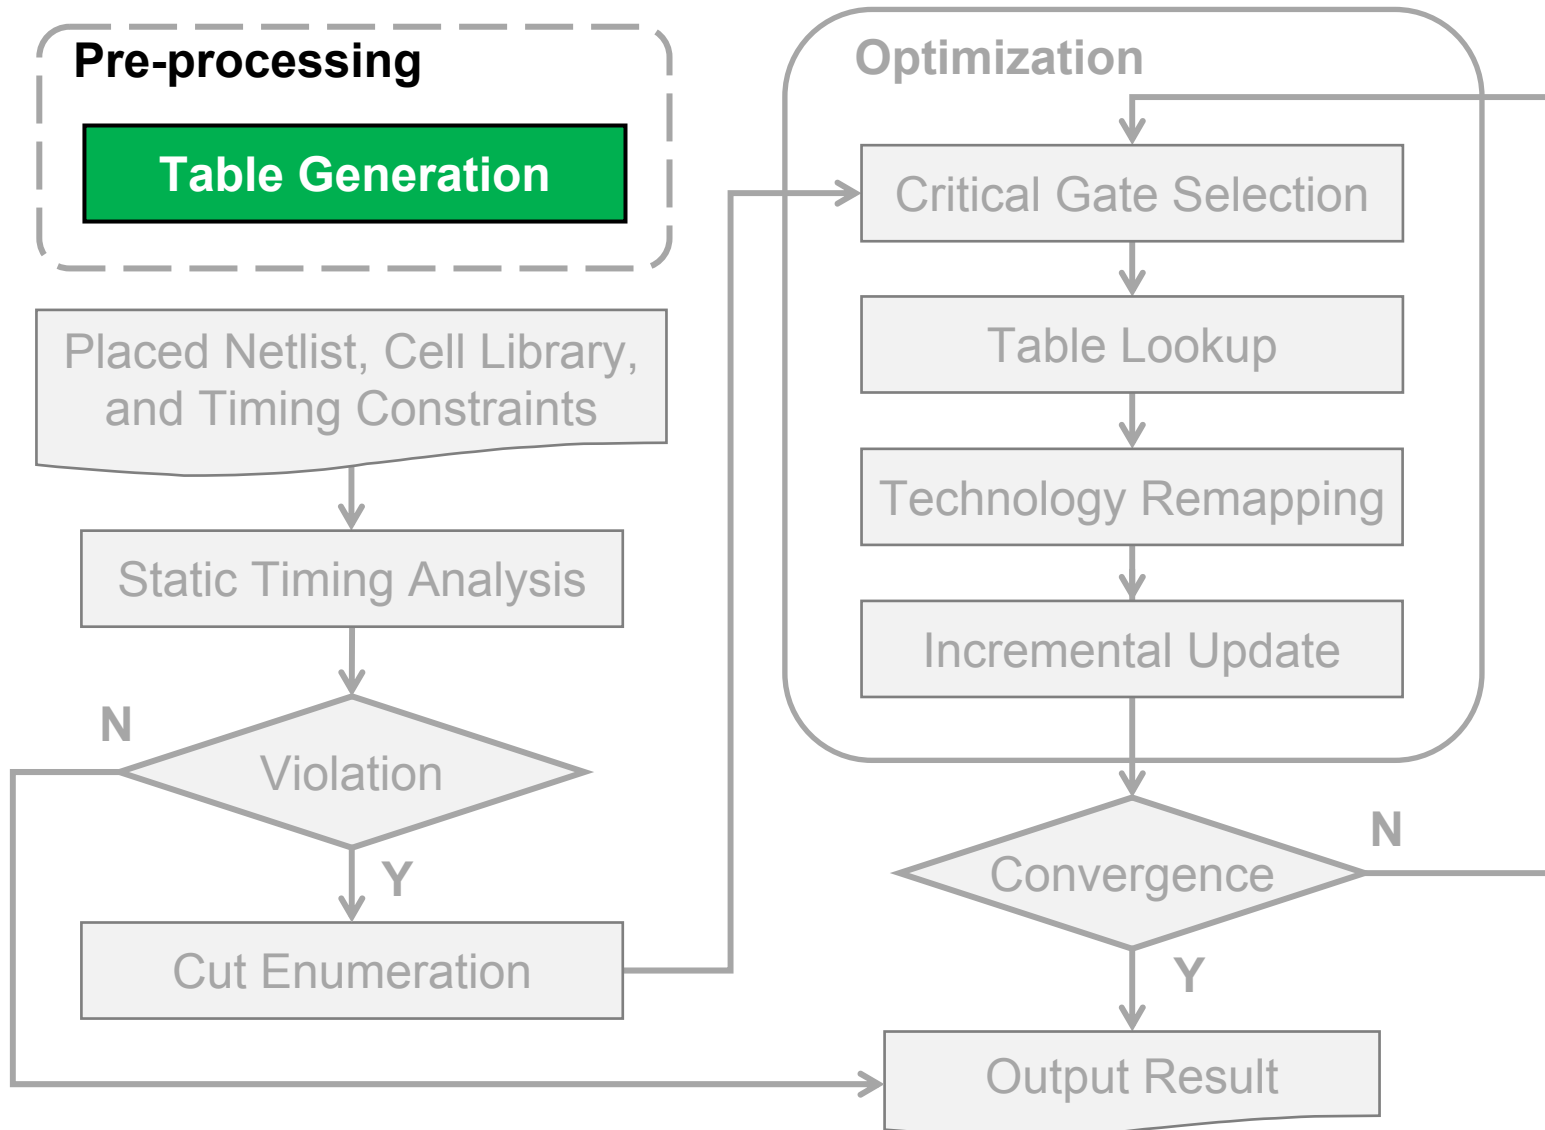 Pre-processing
Table Generation
Placed Netlist, Cell Library,
and Timing Constraints
Static Timing Analysis
N
Violation
Y
Cut Enumeration
Optimization
Critical Gate Selection
Table Lookup
Technology Remapping
Incremental Update
N
Convergence
Y
Output Result